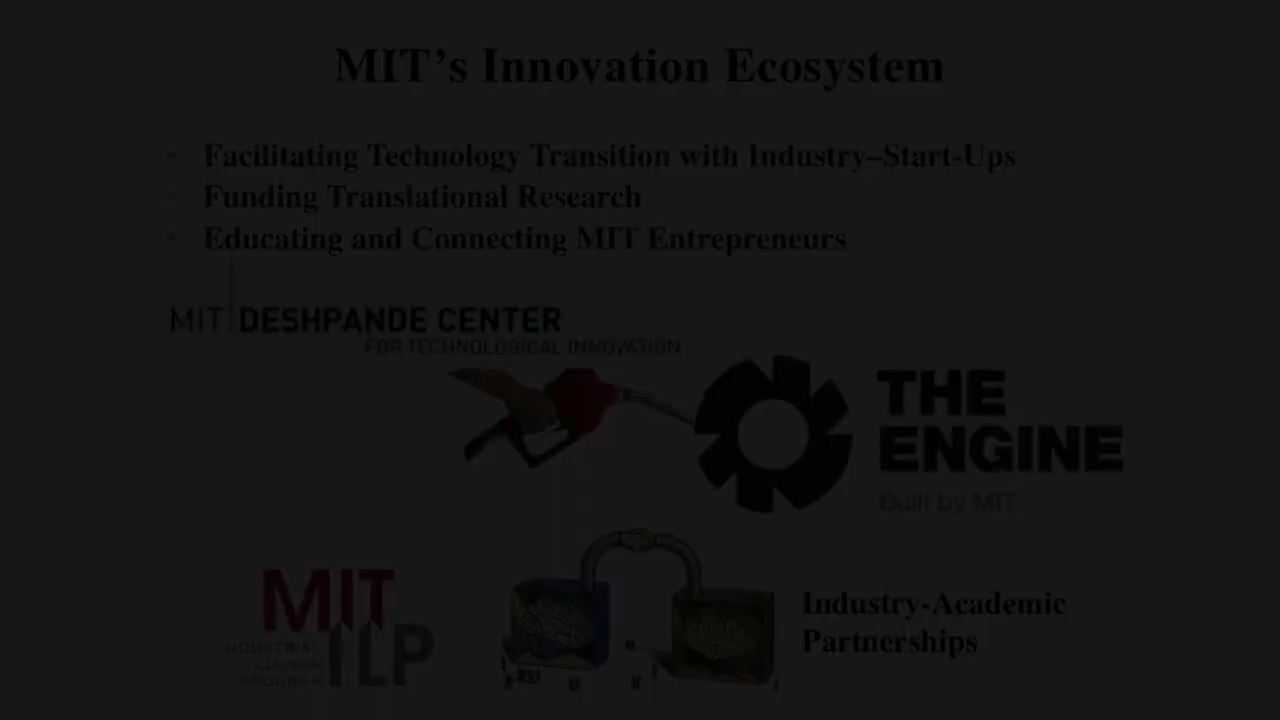 MIT's Innovation Ecosystem
- Facilitating Technology Transition with Industry–Start-Ups
- Funding Translational Research
- Educating and Connecting MIT Entrepreneurs
MIT DESHPANDE CENTER
FOR TECHNOLOGICAL INNOVATION
THE
ENGINE
Built by MIT
MIT
ILP
INDUSTRIAL
LIAISON
PROGRAM
Industry-Academic
Partnerships